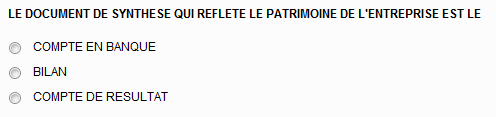 LE DOCUMENT DE SYNTHESE QUI REFLETE LE PATRIMOINE DE L'ENTREPRISE EST LE
COMPTE EN BANQUE
BILAN
COMPTE DE RESULTAT